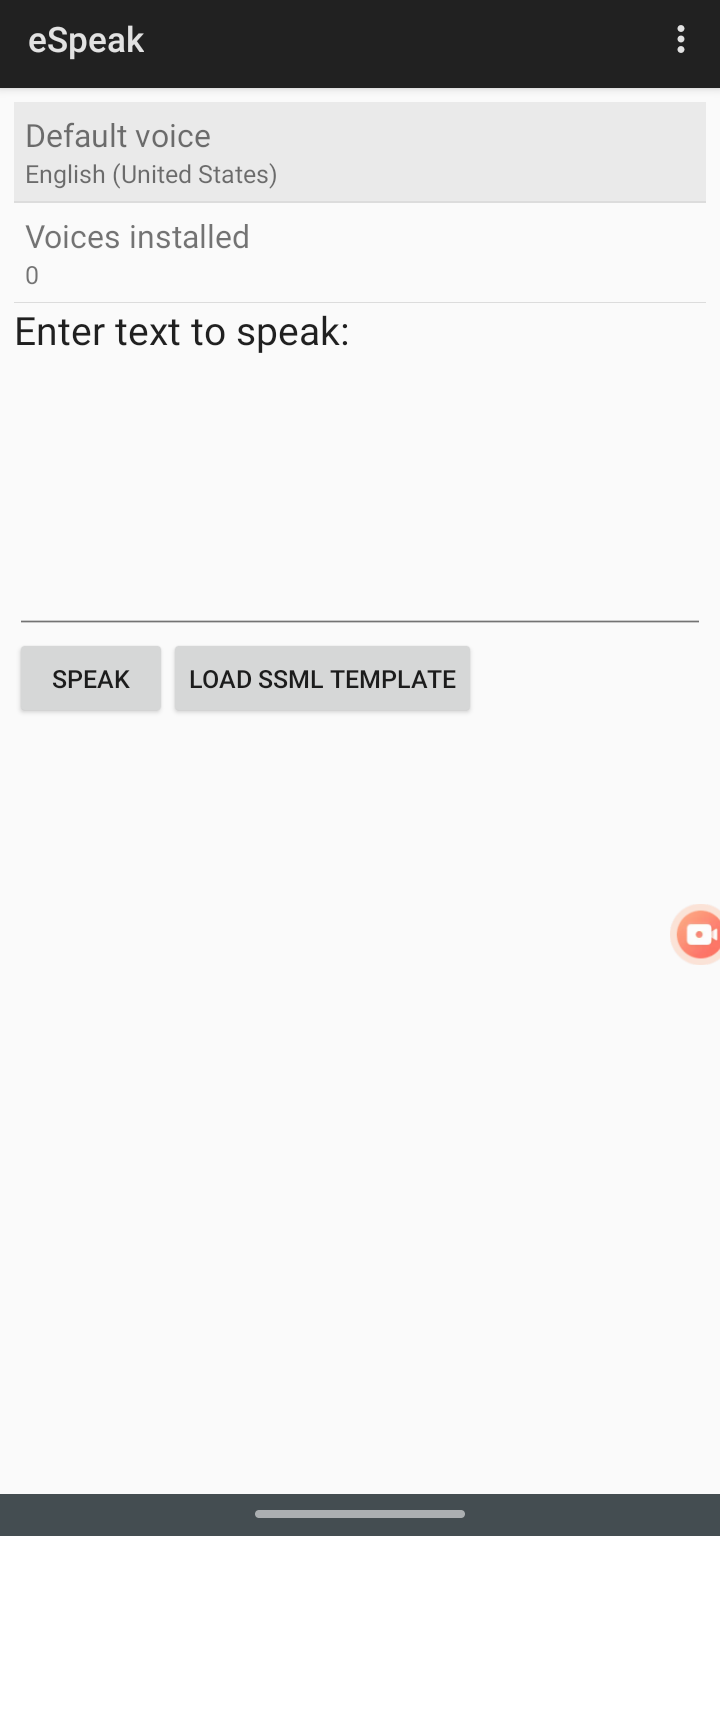 eSpeak
Default voice
English (United States)
Voices installed
0
Enter text to speak:
SPEAK
LOAD SSML TEMPLATE